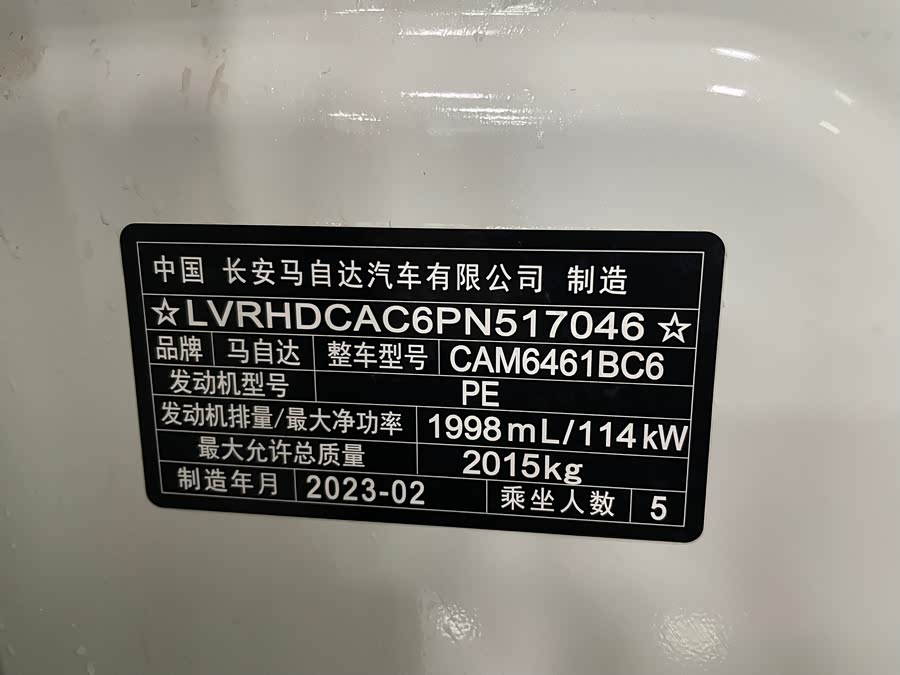 中国 长安马自达汽车有限公司 制造
☆LVRHDCAC6PN517046☆
品牌 马自达 整车型号 CAM6461BC6
发动机型号 PE
发动机排量/最大净功率 1998mL/114kW
最大允许总质量 2015kg
制造年月 2023-02 乘坐人数 5